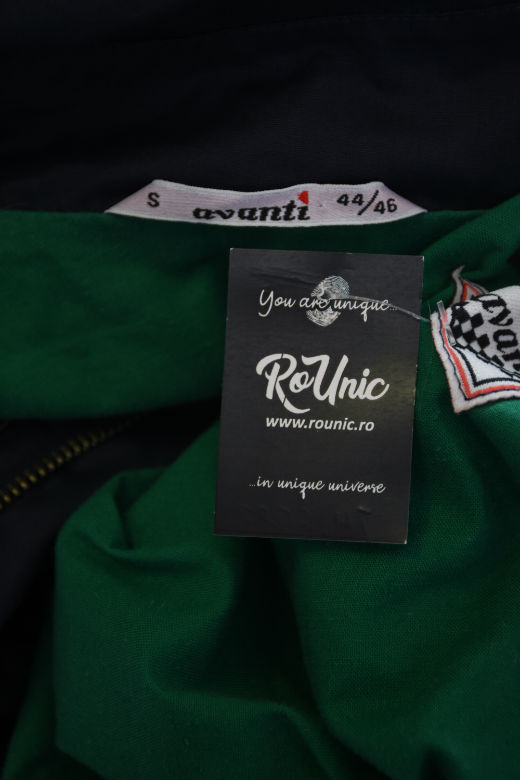 S avanti 44/46
You are unique...
RoUnic
www.rounic.ro
...in unique universe